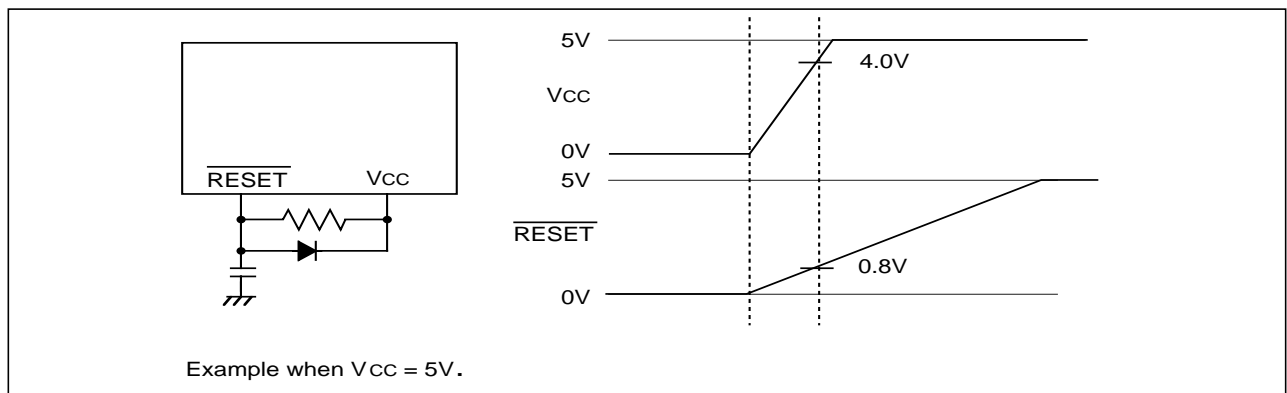 RESET
VCC
Example when VCC = 5V.
5V
4.0V
VCC
0V
5V
RESET
0.8V
0V